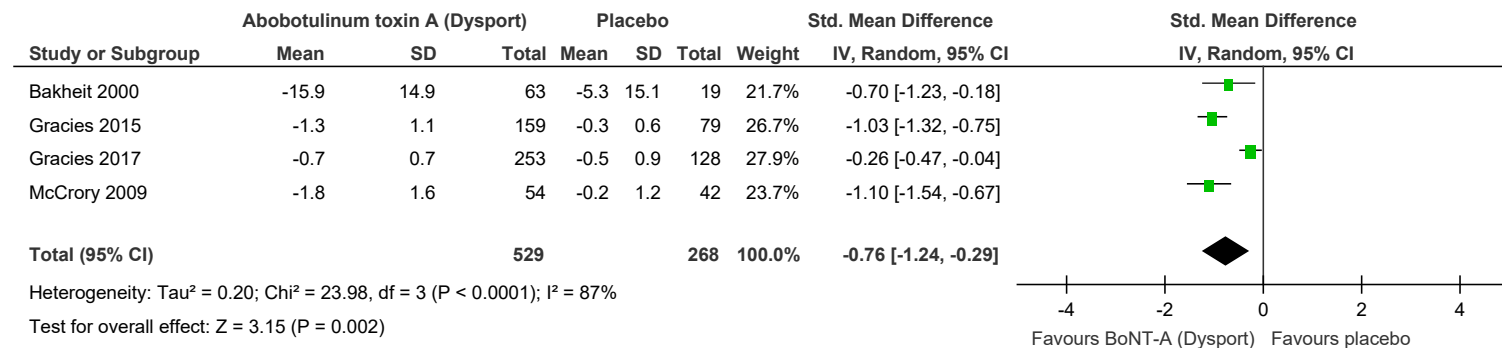 Abobotulinum toxin A (Dysport) Placebo Std. Mean Difference Std. Mean Difference
Study or Subgroup Mean SD Total Mean SD Total Weight IV, Random, 95% CI IV, Random, 95% CI
Bakheit 2000 -15.9 14.9 63 -5.3 15.1 19 21.7% -0.70 [-1.23, -0.18]
Gracies 2015 -1.3 1.1 159 -0.3 0.6 79 26.7% -1.03 [-1.32, -0.75]
Gracies 2017 -0.7 0.7 253 -0.5 0.9 128 27.9% -0.26 [-0.47, -0.04]
McCrory 2009 -1.8 1.6 54 -0.2 1.2 42 23.7% -1.10 [-1.54, -0.67]
Total (95% CI) 529 268 100.0% -0.76 [-1.24, -0.29]
Heterogeneity: Tau² = 0.20; Chi² = 23.98, df = 3 (P < 0.0001); I² = 87%
Test for overall effect: Z = 3.15 (P = 0.002)
-4 -2 0 2 4
Favours BoNT-A (Dysport) Favours placebo